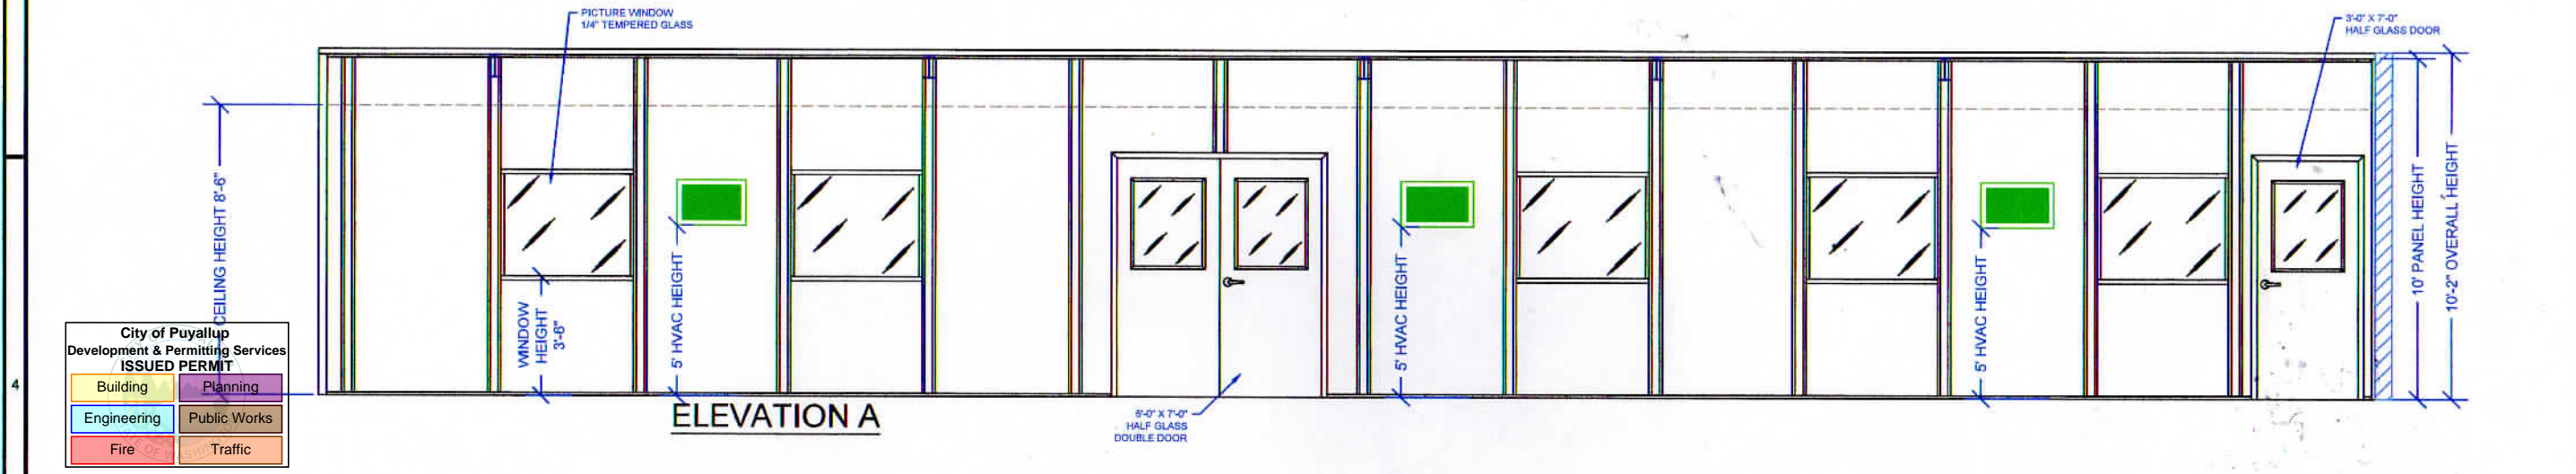 PICTURE WINDOW
1/4" TEMPERED GLASS
3'-0" X 7'-0"
HALF GLASS DOOR
CEILING HEIGHT 8'-6"
WINDOW
HEIGHT
3'-6"
5' HVAC HEIGHT
5' HVAC HEIGHT
5' HVAC HEIGHT
10' PANEL HEIGHT
10'-2" OVERALL HEIGHT
6'-0" X 7'-0"
HALF GLASS
DOUBLE DOOR
ELEVATION A
4
City of Puyallup
Development & Permitting Services
ISSUED PERMIT
Building
Planning
Engineering
Public Works
Fire
Traffic
OF WASHING